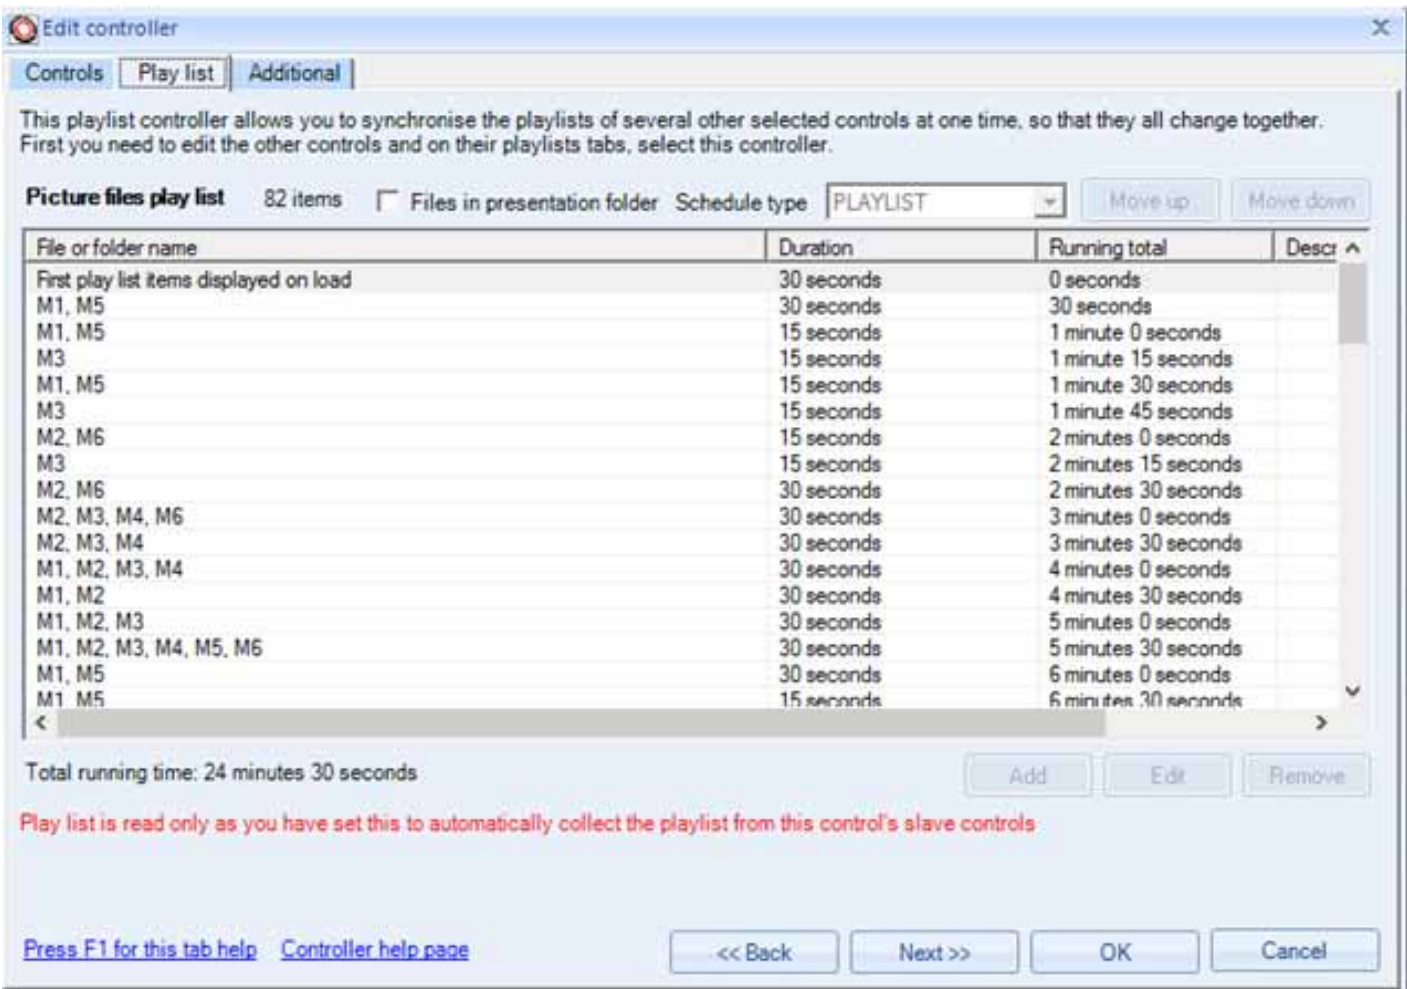 Edit controller
Controls Play list Additional
This playlist controller allows you to synchronise the playlists of several other selected controls at one time, so that they all change together.
First you need to edit the other controls and on their playlists tabs, select this controller.
Picture files play list 82 items Files in presentation folder Schedule type PLAYLIST Move up Move down
File or folder name Duration Running total Descr
First play list items displayed on load 30 seconds 0 seconds
M1, M5 30 seconds 30 seconds
M1, M5 15 seconds 1 minute 0 seconds
M3 15 seconds 1 minute 15 seconds
M1, M5 15 seconds 1 minute 30 seconds
M3 15 seconds 1 minute 45 seconds
M2, M6 15 seconds 2 minutes 0 seconds
M3 15 seconds 2 minutes 15 seconds
M2, M6 30 seconds 2 minutes 30 seconds
M2, M3, M4, M6 30 seconds 3 minutes 0 seconds
M2, M3, M4 30 seconds 3 minutes 30 seconds
M1, M2, M3, M4 30 seconds 4 minutes 0 seconds
M1, M2 30 seconds 4 minutes 30 seconds
M1, M2, M3 30 seconds 5 minutes 0 seconds
M1, M2, M3, M4, M5, M6 30 seconds 5 minutes 30 seconds
M1, M5 30 seconds 6 minutes 0 seconds
M1, M5 15 seconds 6 minutes 30 seconds
Total running time: 24 minutes 30 seconds Add Edit Remove
Play list is read only as you have set this to automatically collect the playlist from this control's slave controls
Press F1 for this tab help Controller help page << Back Next >> OK Cancel